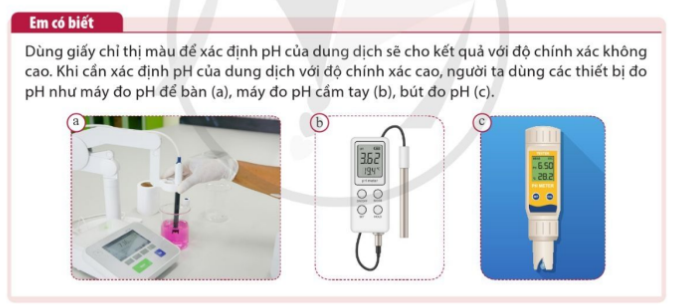 Em có biết
Dùng giấy chỉ thị màu để xác định pH của dung dịch sẽ cho kết quả với độ chính xác không
cao. Khi cần xác định pH của dung dịch với độ chính xác cao, người ta dùng các thiết bị đo
pH như máy đo pH để bàn (a), máy đo pH cầm tay (b), bút đo pH (c).
a
b
c
3.62
6.50
28.2
PH METER